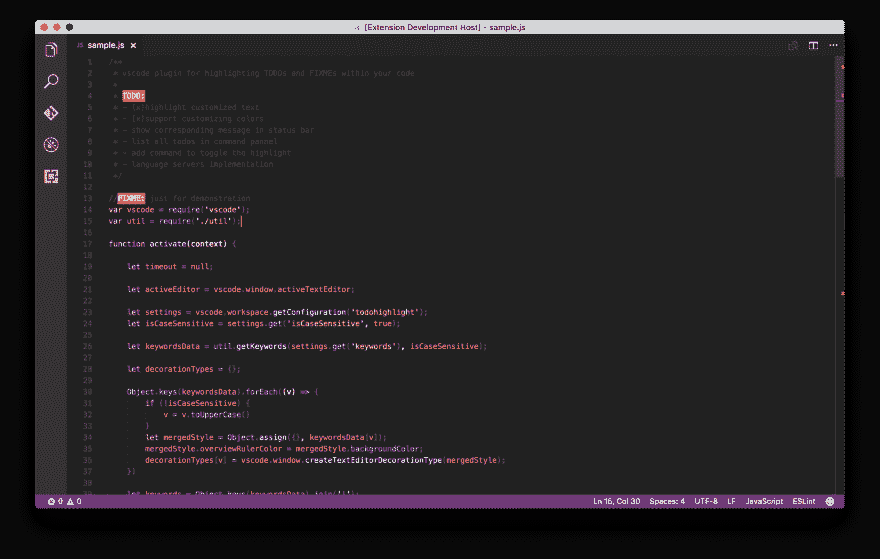 [Extension Development Host] - sample.js
JS sample.js ×
1 /**
2 * vscode plugin for highlighting TODOs and FIXMEs within your code
3 *
4 * TODO:
5 * - [x]highlight customized text
6 * - [x]support customizing colors
7 * - show corresponding message in status bar
8 * - list all todos in command pannel
9 * - add command to toggle the highlight
10 * - language servers implementation
11 */
12
13 //FIXME: just for demonstration
14 var vscode = require('vscode');
15 var util = require('./util');
16
17 function activate(context) {
18
19 let timeout = null;
20
21 let activeEditor = vscode.window.activeTextEditor;
22
23 let settings = vscode.workspace.getConfiguration('todohighlight');
24 let isCaseSensitive = settings.get('isCaseSensitive', true);
25
26 let keywordsData = util.getKeywords(settings.get('keywords'), isCaseSensitive);
27
28 let decorationTypes = {};
29
30 Object.keys(keywordsData).forEach((v) => {
31 if (!isCaseSensitive) {
32 v = v.toUpperCase()
33 }
34 let mergedStyle = Object.assign({}, keywordsData[v]);
35 mergedStyle.overviewRulerColor = mergedStyle.backgroundColor;
36 decorationTypes[v] = vscode.window.createTextEditorDecorationType(mergedStyle);
37 })
38
0 0 Ln 16, Col 30 Spaces: 4 UTF-8 LF JavaScript ESLint